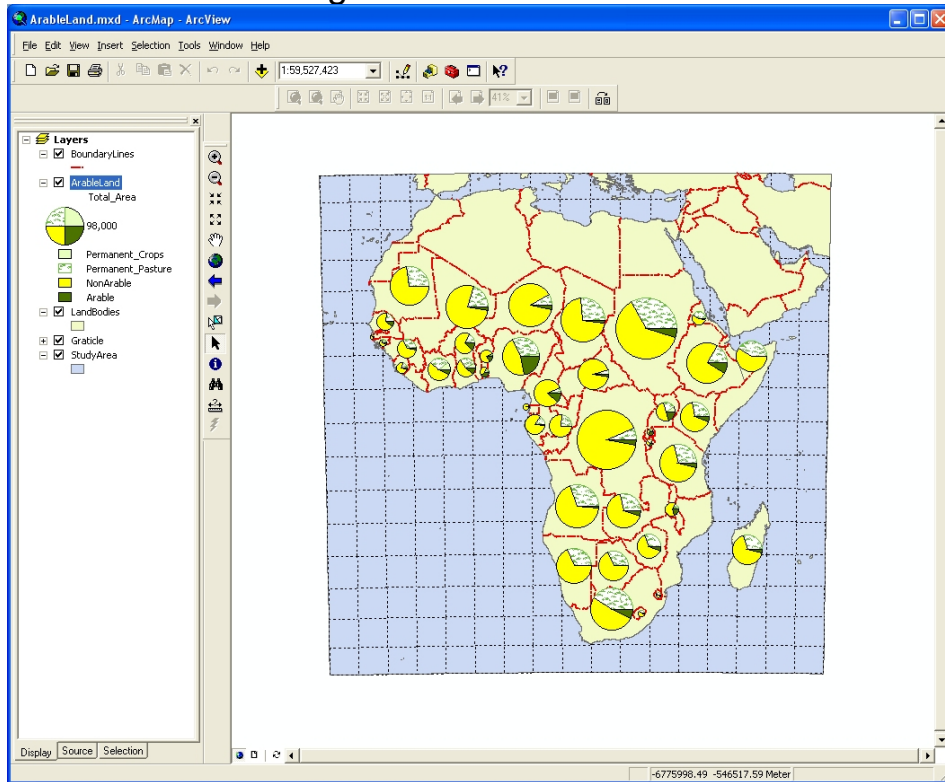 ArableLand.mxd - ArcMap - ArcView
File Edit View Insert Selection Tools Window Help
1:59,527,423
41%
Layers
BoundaryLines
ArableLand
Total_Area
98,000
Permanent_Crops
Permanent_Pasture
NonArable
Arable
LandBodies
Graticle
StudyArea
Display Source Selection
-6775998.49 -546517.59 Meter